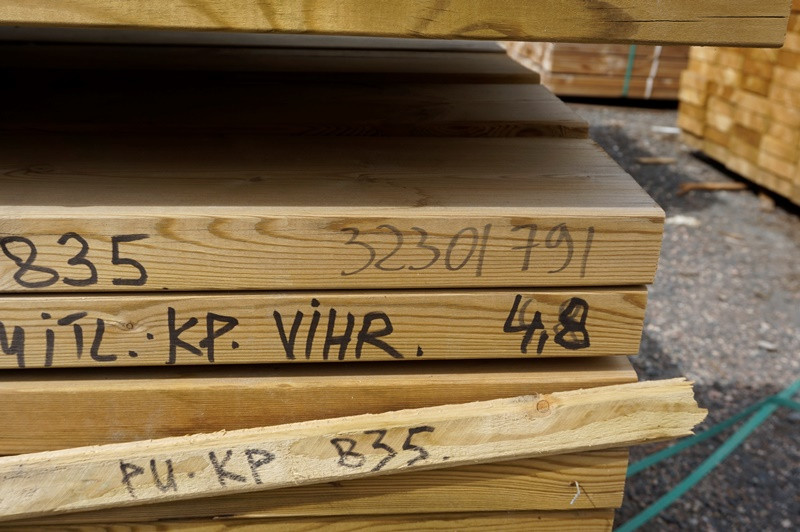 835 32301791
MITL. KP. VIHR. 4,8
PU. KP 835.